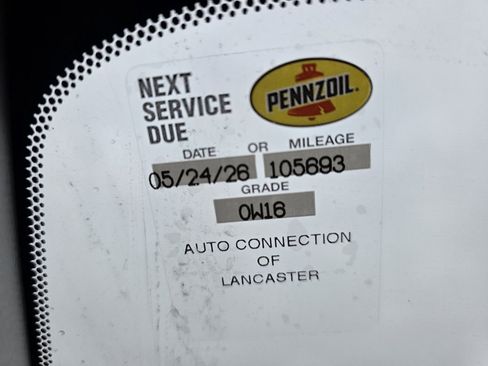 NEXT
SERVICE
DUE
PENNZOIL.
DATE OR MILEAGE
05/24/26 105693
GRADE
0W16
AUTO CONNECTION
OF
LANCASTER